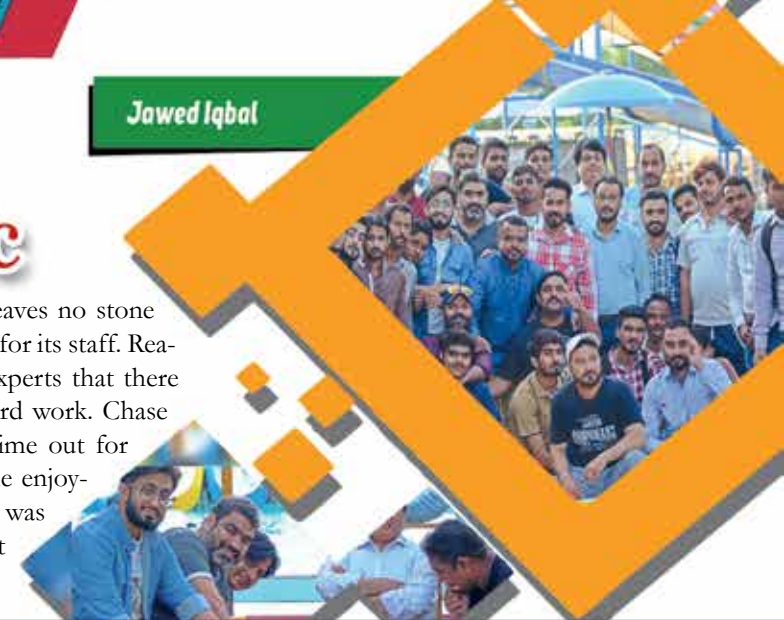 Jawed Iqbal
c
eaves no stone
for its staff. Rea-
xperts that there
rd work. Chase
ime out for
e enjoy-
was
t